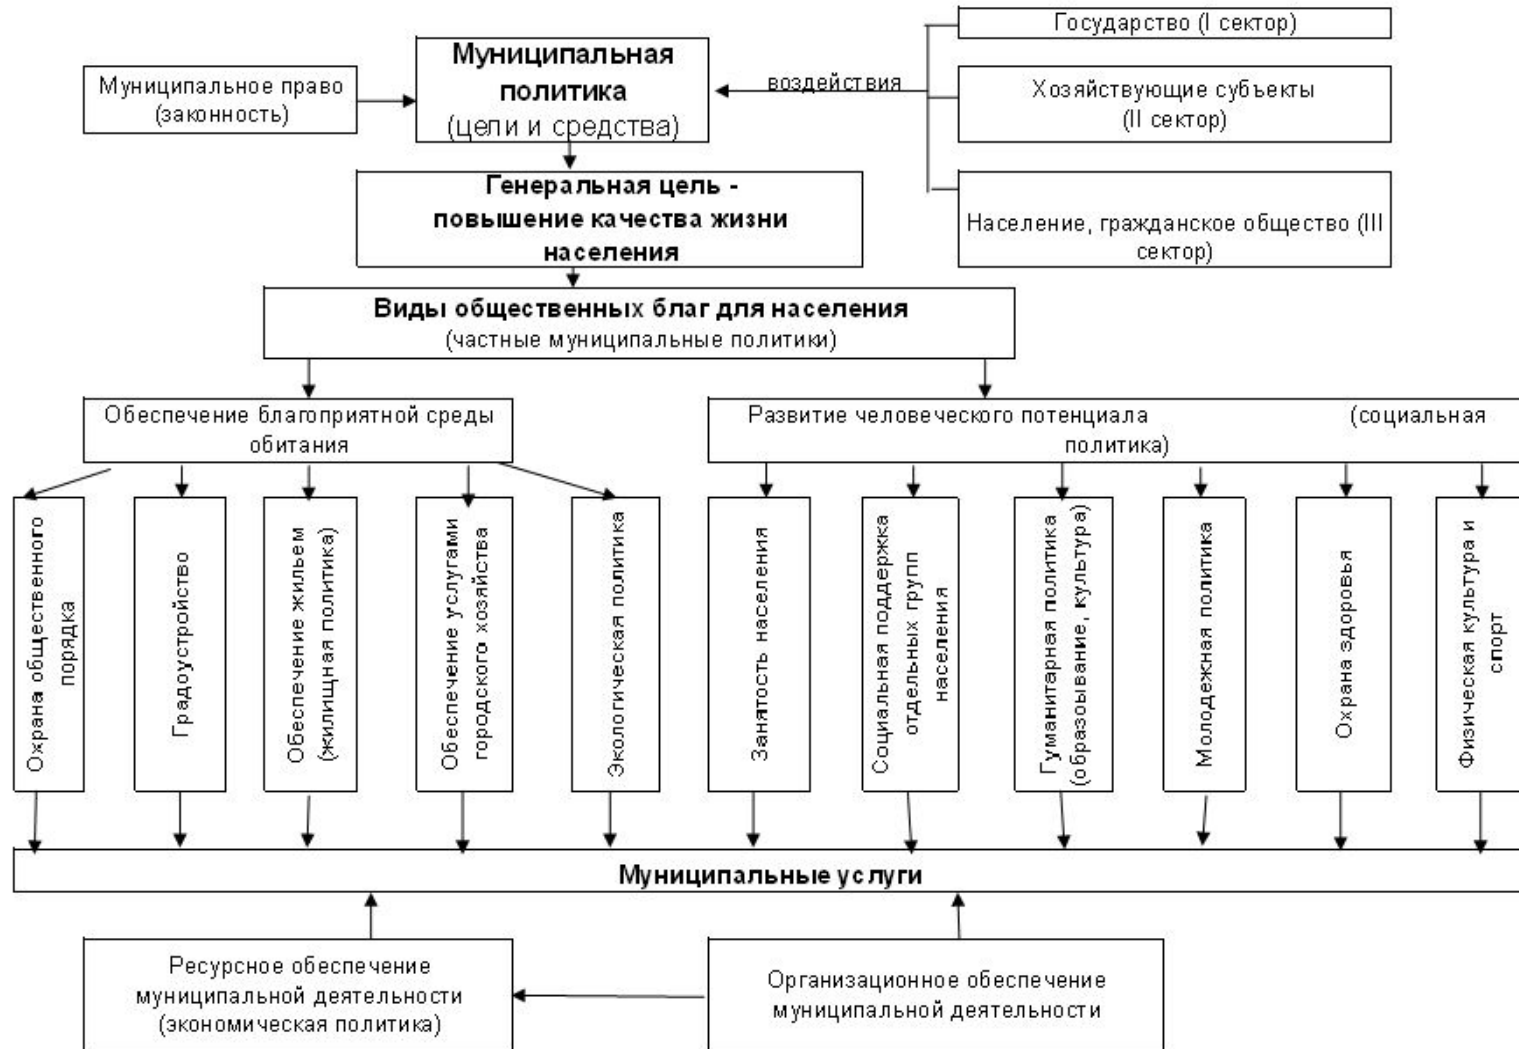 Государство (I сектор)
Муниципальная
политика
(цели и средства)
Муниципальное право
(законность)
воздействия
Хозяйствующие субъекты
(II сектор)
Генеральная цель -
повышение качества жизни
населения
Население, гражданское общество (III
сектор)
Виды общественных благ для населения
(частные муниципальные политики)
Обеспечение благоприятной среды
обитания
Развитие человеческого потенциала (социальная
политика)
Охрана общественного
порядка
Градоустройство
Обеспечение жильем
(жилищная политика)
Обеспечение услугами
городского хозяйства
Экологическая политика
Занятость населения
Социальная поддержка
отдельных групп
населения
Гуманитарная политика
(образоывание, культура)
Молодежная политика
Охрана здоровья
Физическая культура и
спорт
Муниципальные услуги
Ресурсное обеспечение
муниципальной деятельности
(экономическая политика)
Организационное обеспечение
муниципальной деятельности